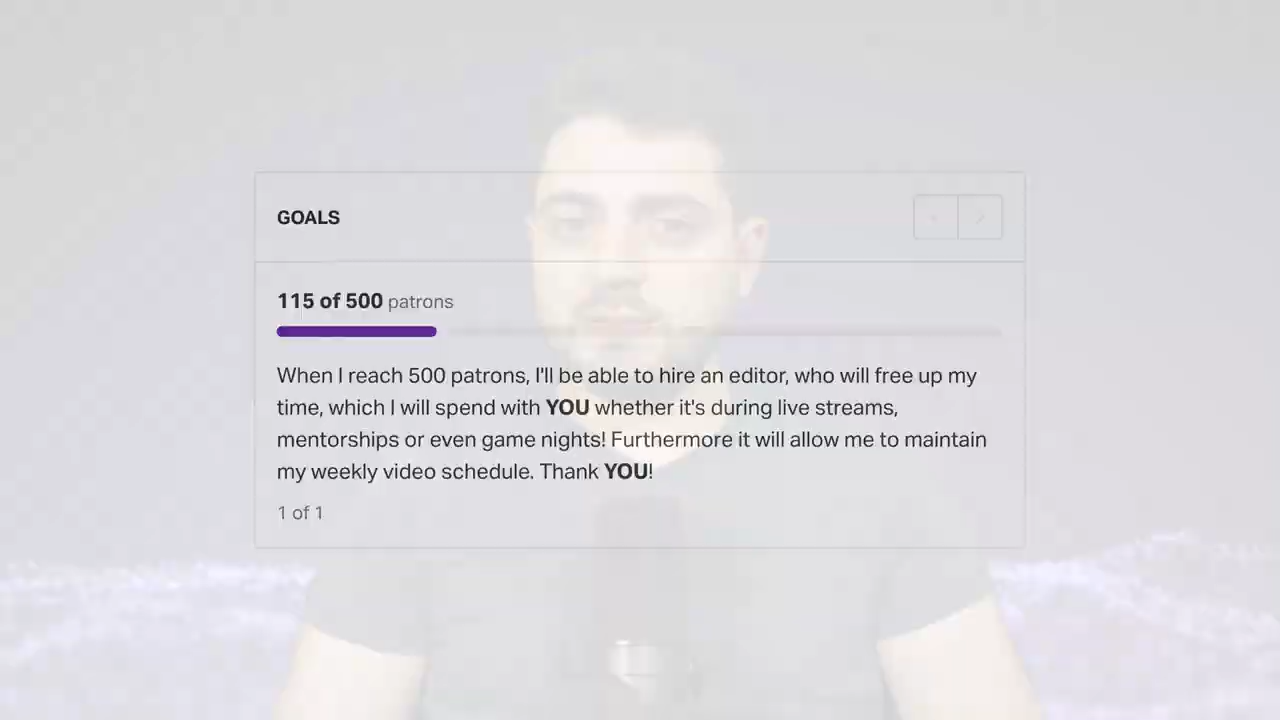 GOALS
115 of 500 patrons
When I reach 500 patrons, I'll be able to hire an editor, who will free up my
time, which I will spend with YOU whether it's during live streams,
mentorships or even game nights! Furthermore it will allow me to maintain
my weekly video schedule. Thank YOU!
1 of 1